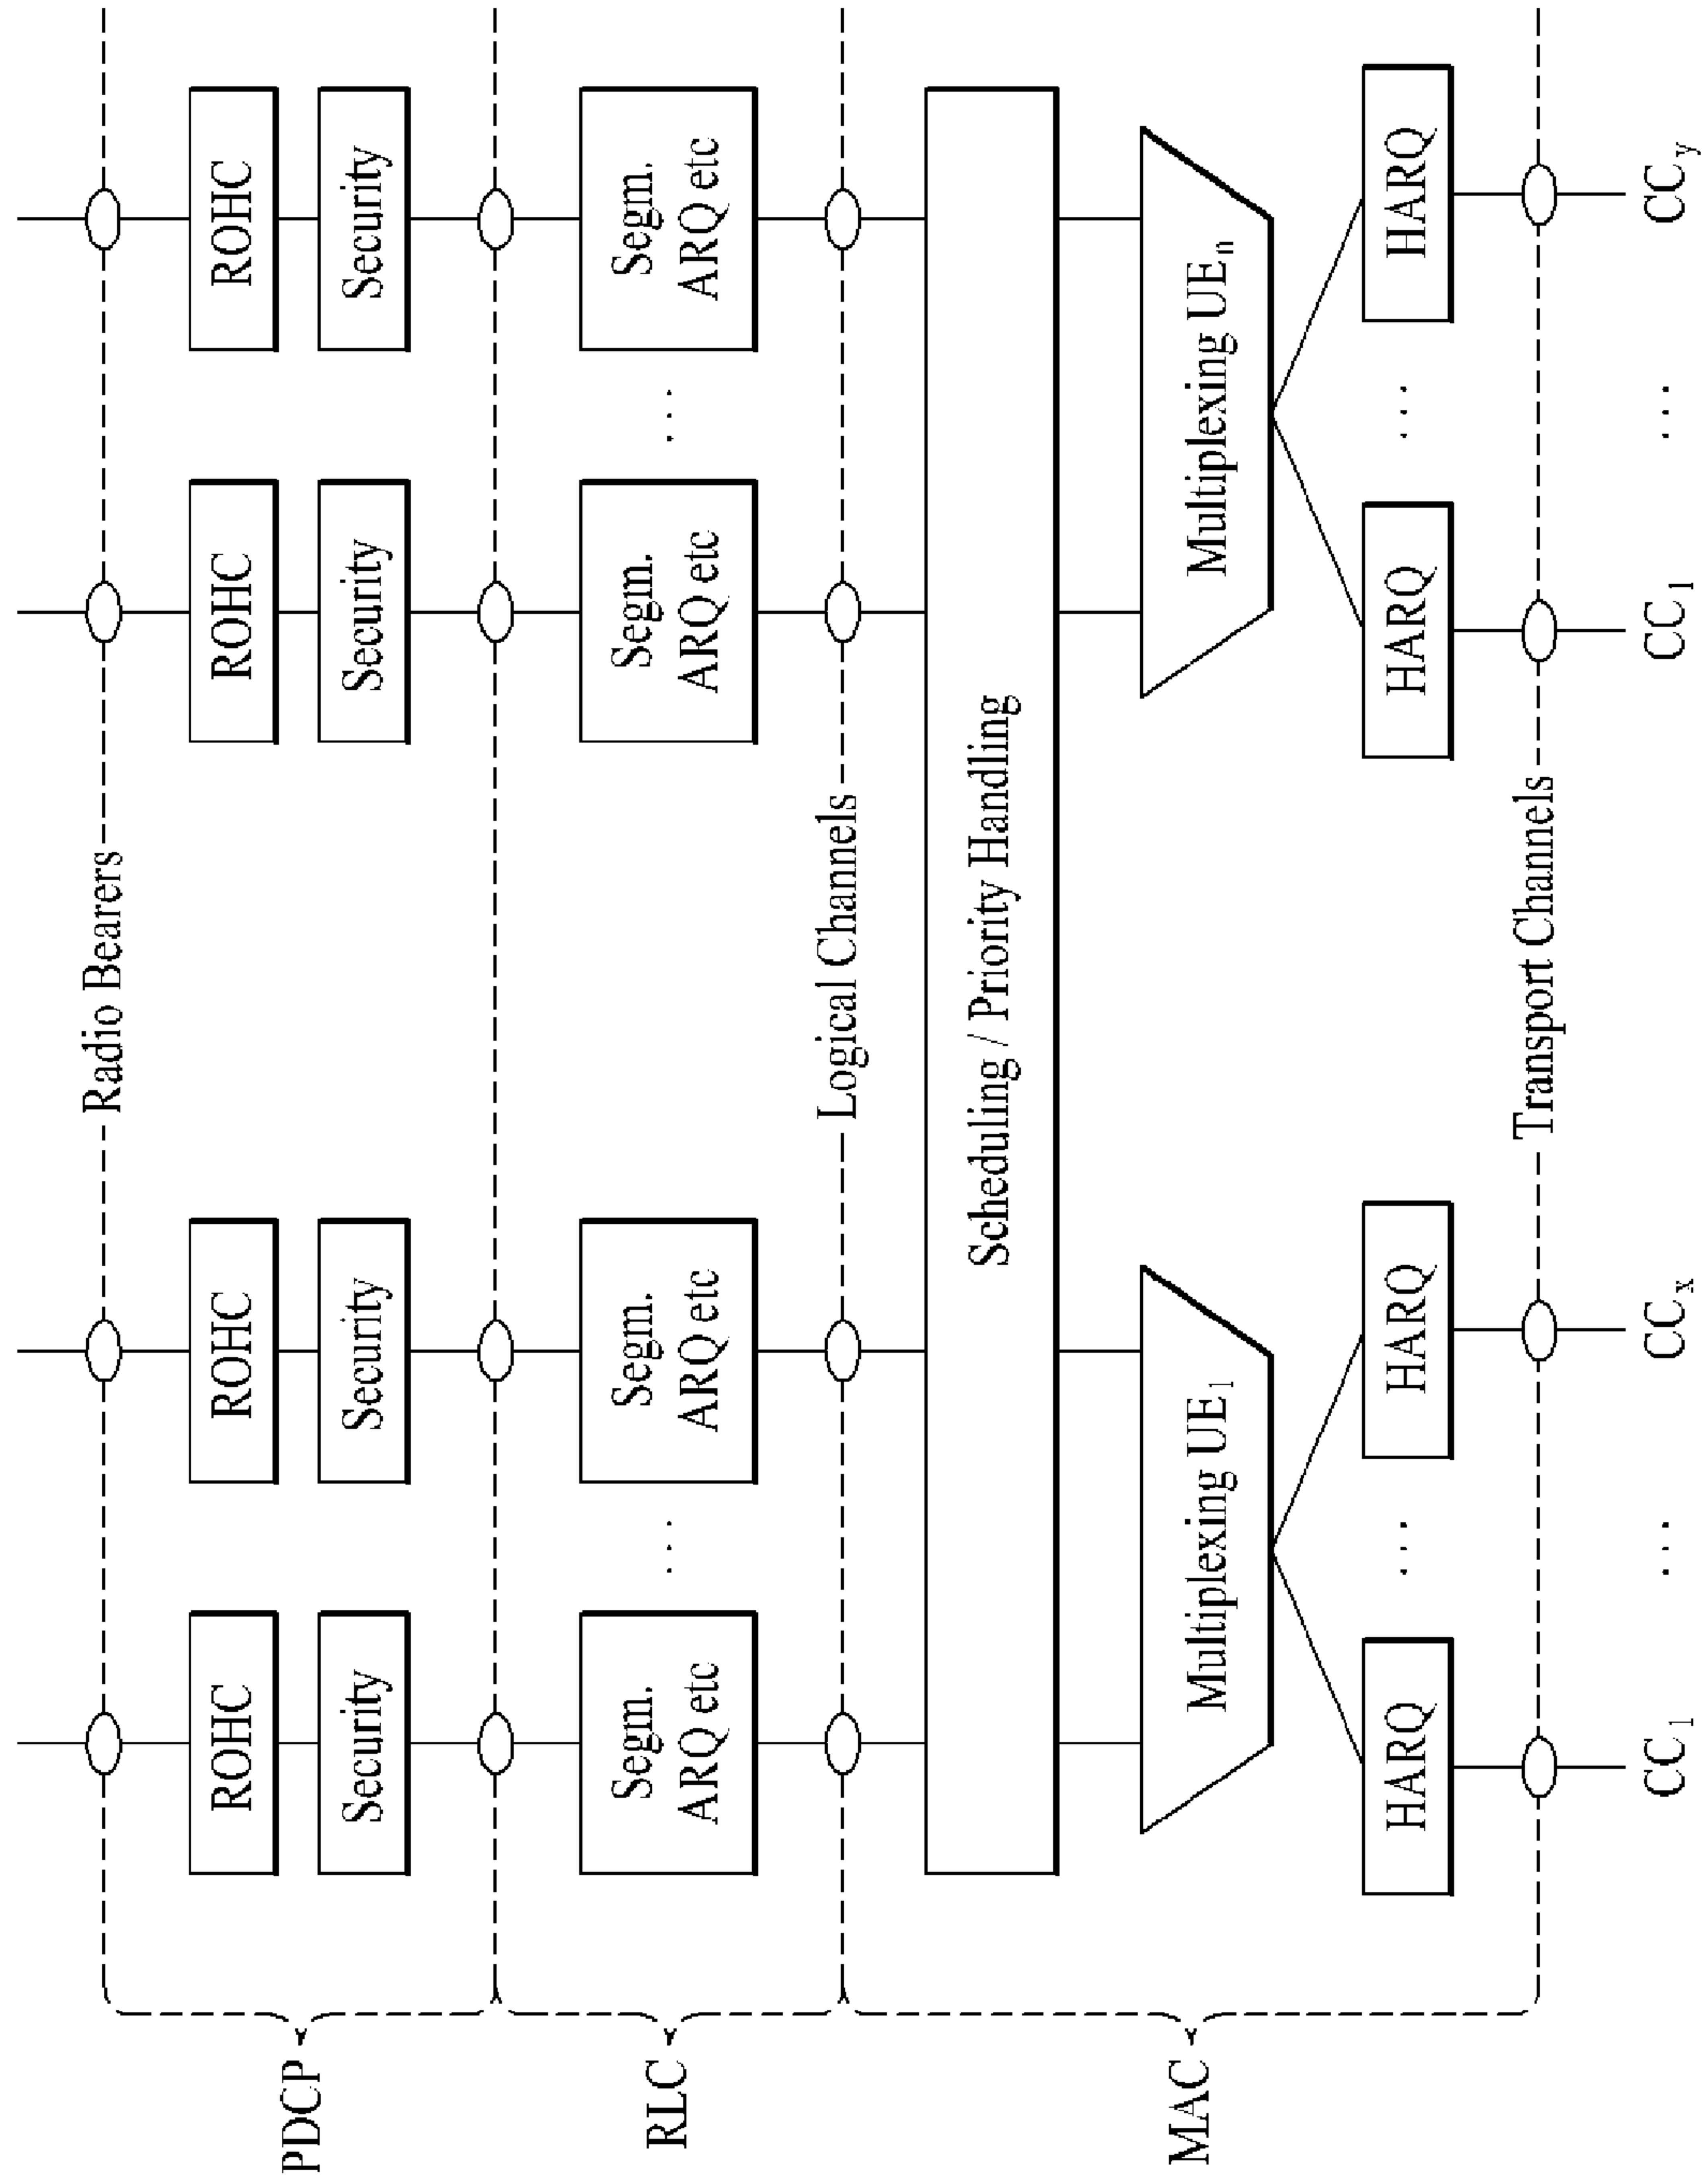 Radio Bearers
PDCP
ROHC
ROHC
ROHC
ROHC
Security
Security
Security
Security
RLC
Segm.
ARQ etc
...
Segm.
ARQ etc
Segm.
ARQ etc
...
Segm.
ARQ etc
Logical Channels
MAC
Scheduling / Priority Handling
Multiplexing UE₁
Multiplexing UEₙ
HARQ
...
HARQ
HARQ
...
HARQ
Transport Channels
CC₁
...
CCₓ
CC₁
...
CCy